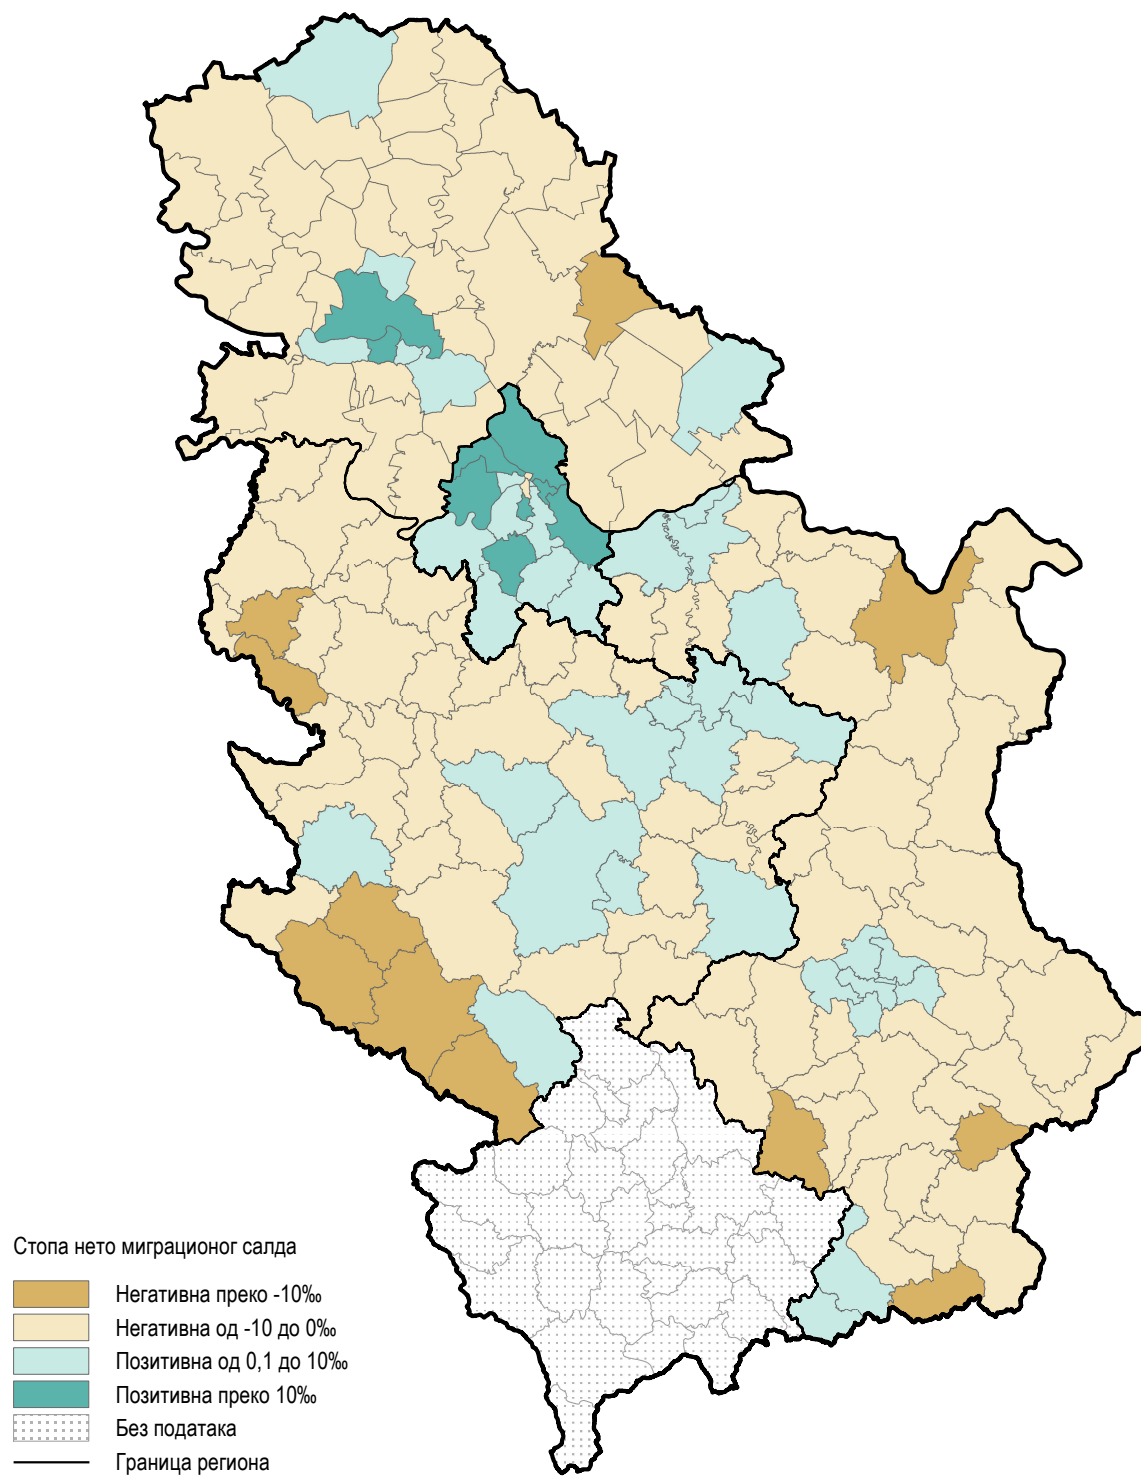 Стопа нето миграционог салда
Негативна преко -10‰
Негативна од -10 до 0‰
Позитивна од 0,1 до 10‰
Позитивна преко 10‰
Без података
Граница региона